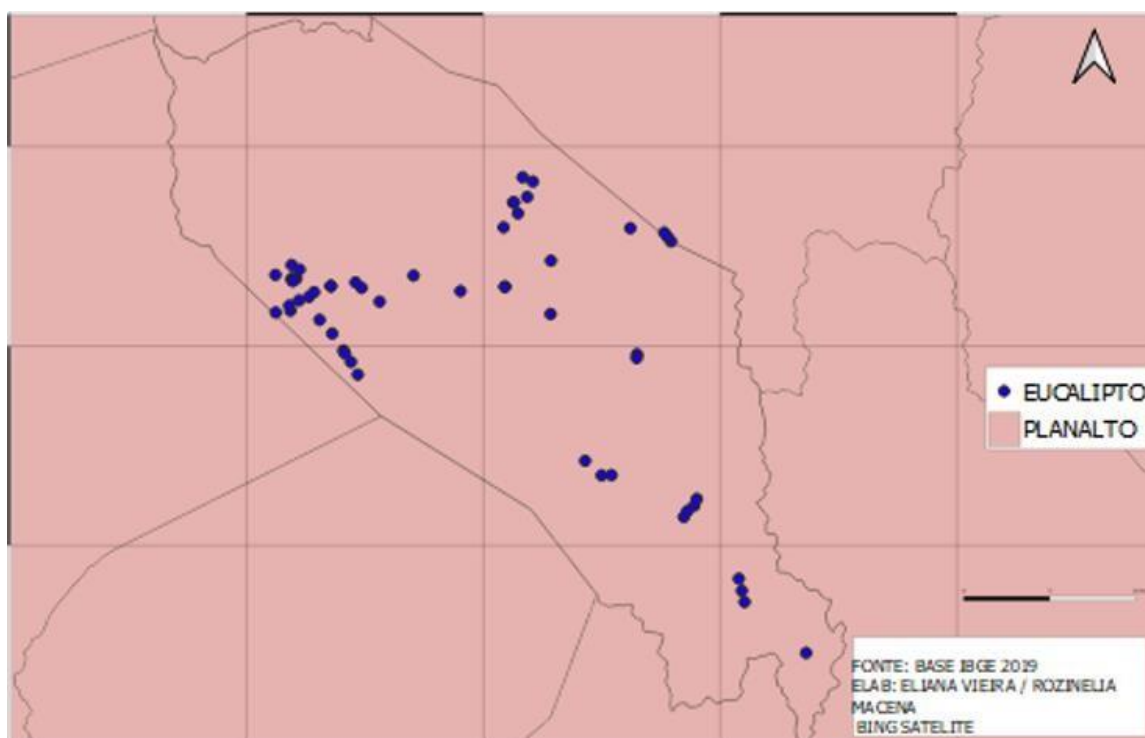 EUCALIPTO
PLANALTO
FONTE: BASE IBGE 2019
ELAB: ELIANA VIEIRA / ROZINELIA
MACENA
BING SATELITE